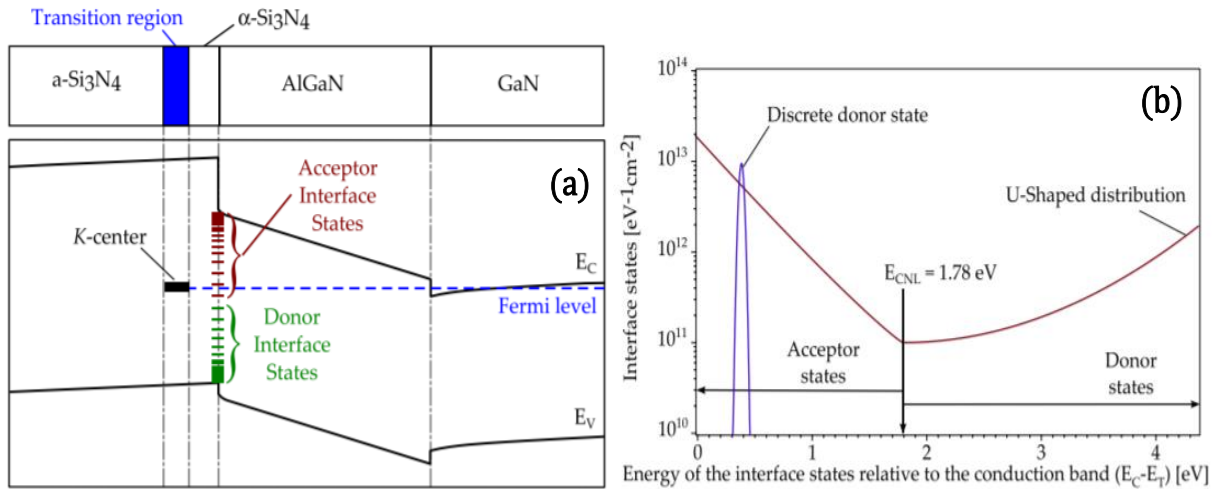 Transition region
α-Si3N4
a-Si3N4
AlGaN
GaN
(a)
Acceptor
Interface
States
K-center
EC
Fermi level
Donor
Interface
States
EV
(b)
Interface states [eV-1cm-2]
10^14
10^13
10^12
10^11
10^10
Discrete donor state
U-Shaped distribution
ECNL = 1.78 eV
Acceptor
states
Donor
states
0 1 2 3 4
Energy of the interface states relative to the conduction band (EC-ET) [eV]